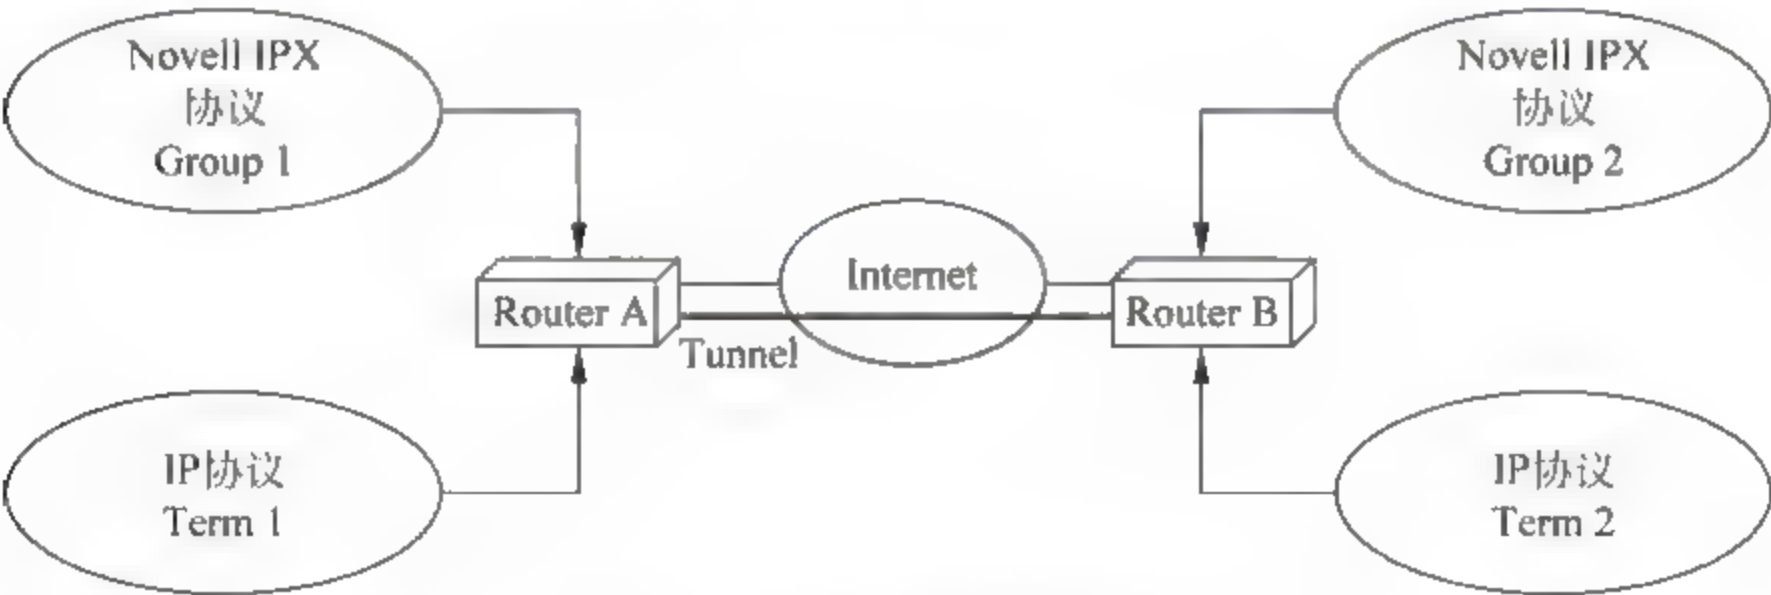 Novell IPX
协议
Group 1
Novell IPX
协议
Group 2
Internet
Router A
Router B
Tunnel
IP协议
Term 1
IP协议
Term 2